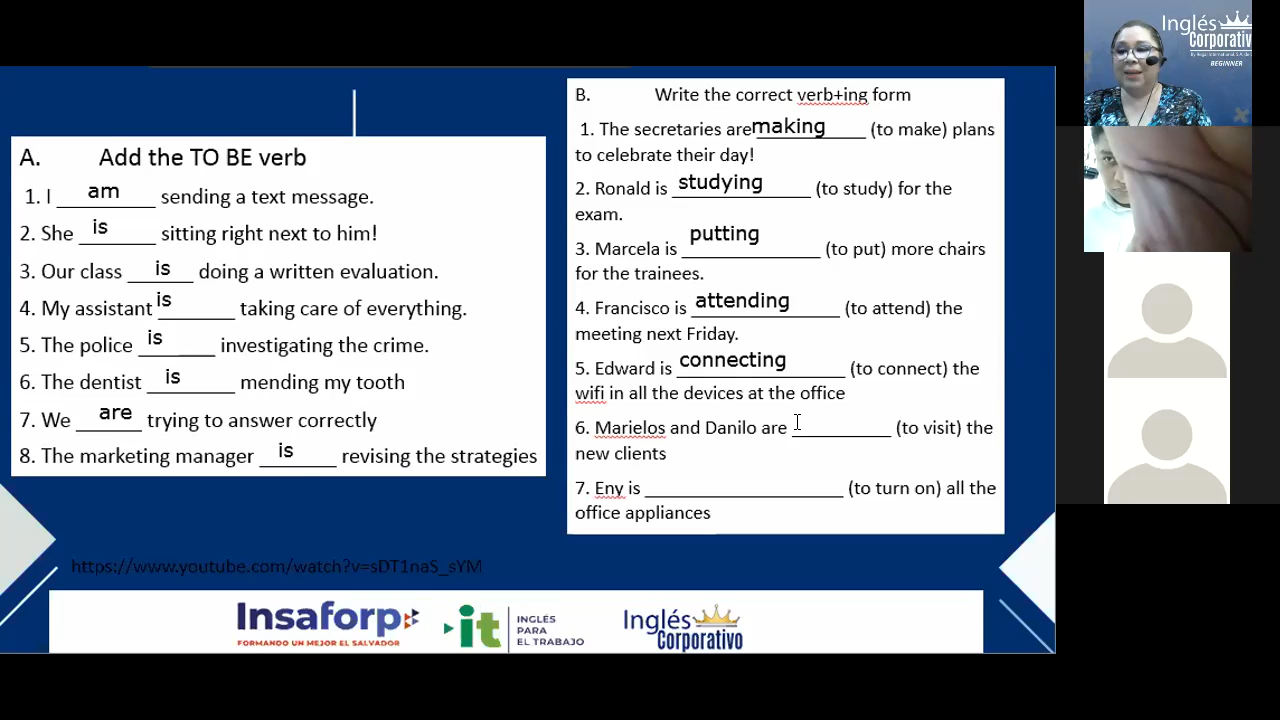 A. Add the TO BE verb
1. I am sending a text message.
2. She is sitting right next to him!
3. Our class is doing a written evaluation.
4. My assistant is taking care of everything.
5. The police is investigating the crime.
6. The dentist is mending my tooth
7. We are trying to answer correctly
8. The marketing manager is revising the strategies
B. Write the correct verb+ing form
1. The secretaries are making (to make) plans
to celebrate their day!
2. Ronald is studying (to study) for the
exam.
3. Marcela is putting (to put) more chairs
for the trainees.
4. Francisco is attending (to attend) the
meeting next Friday.
5. Edward is connecting (to connect) the
wifi in all the devices at the office
6. Marielos and Danilo are __________ (to visit) the
new clients
7. Eny is ____________________ (to turn on) all the
office appliances
https://www.youtube.com/watch?v=sDT1naS_sYM
Insaforp
FORMANDO UN MEJOR EL SALVADOR
it
INGLÉS
PARA
EL TRABAJO
Inglés
Corporativo
Inglés
Corporativ
BEGINNER